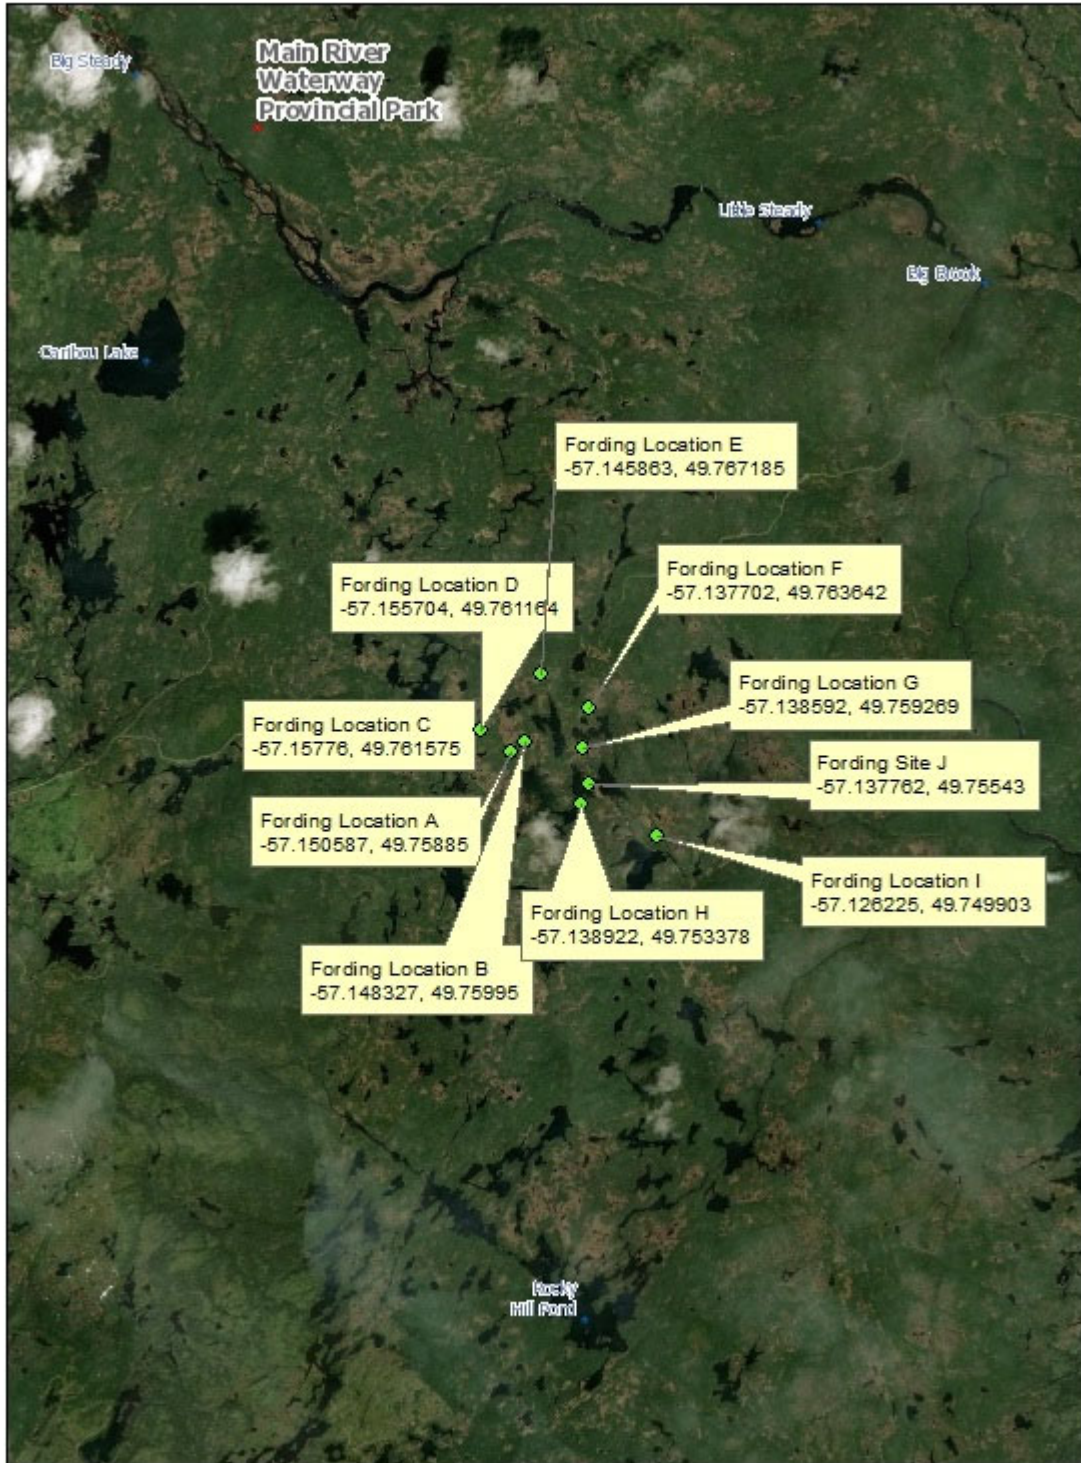 Big Steady
Main River
Waterway
Provincial Park
Little Steady
Big Brook
Caribou Lake
Fording Location E
-57.145863, 49.767185
Fording Location D
-57.155704, 49.761164
Fording Location F
-57.137702, 49.763642
Fording Location G
-57.138592, 49.759269
Fording Location C
-57.15776, 49.761575
Fording Site J
-57.137762, 49.75543
Fording Location A
-57.150587, 49.75885
Fording Location I
-57.126225, 49.749903
Fording Location H
-57.138922, 49.753378
Fording Location B
-57.148327, 49.75995
Rocky
Hill Pond